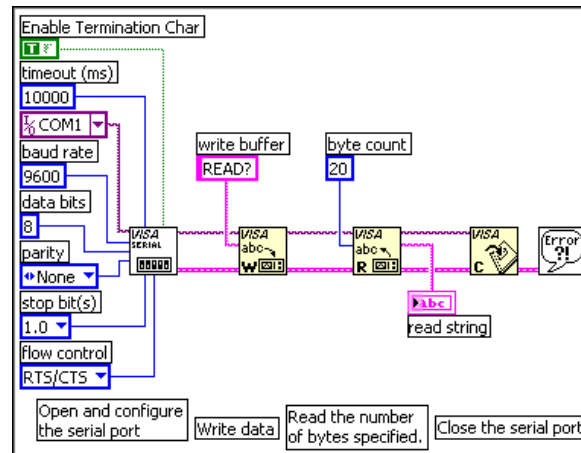 Enable Termination Char
T
timeout (ms)
10000
I/O COM1
baud rate
9600
data bits
8
parity
None
stop bit(s)
1.0
flow control
RTS/CTS
VISA
SERIAL
write buffer
READ?
VISA
abc
W
byte count
20
VISA
abc
R
abc
read string
VISA
C
Error
?!
Open and configure
the serial port
Write data
Read the number
of bytes specified.
Close the serial port